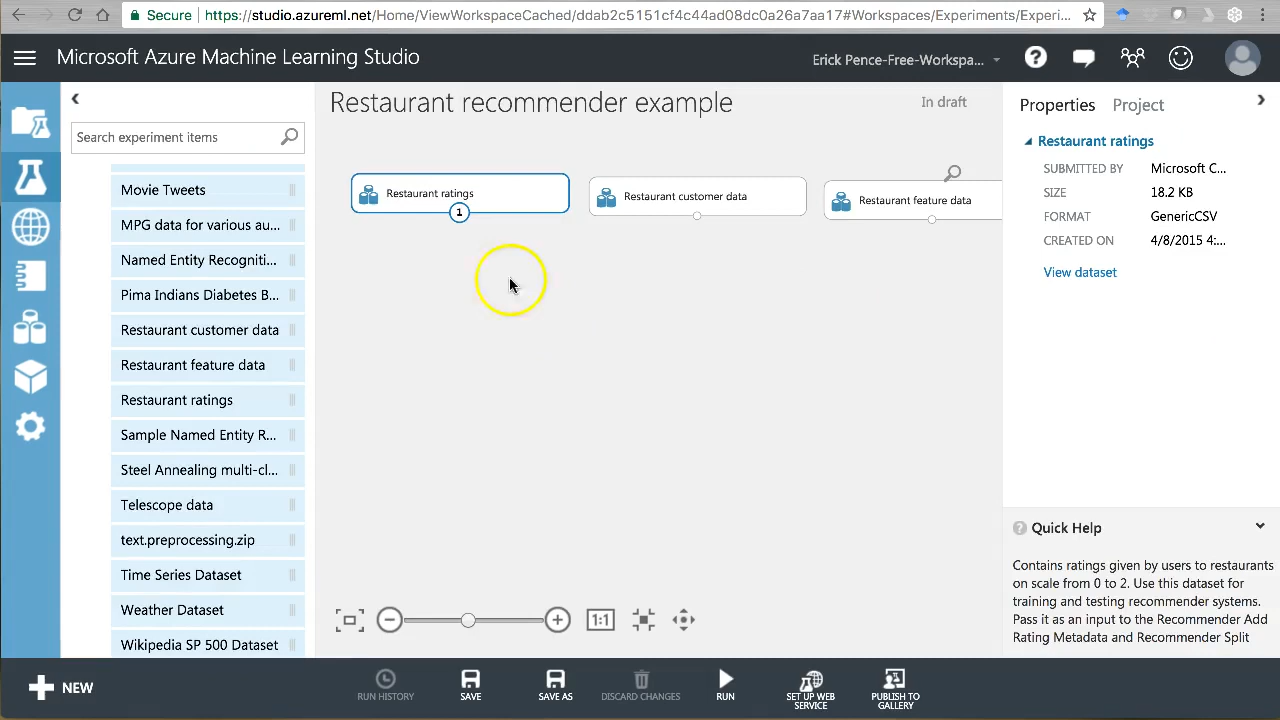 Secure
https://studio.azureml.net/Home/ViewWorkspaceCached/ddab2c5151cf4c44ad08dc0a26a7aa17#Workspaces/Experiments/Experi...
Microsoft Azure Machine Learning Studio
Erick Pence-Free-Workspa...
?
Search experiment items
Restaurant recommender example
In draft
Properties
Project
Movie Tweets
MPG data for various au...
Named Entity Recogniti...
Pima Indians Diabetes B...
Restaurant customer data
Restaurant feature data
Restaurant ratings
Sample Named Entity R...
Steel Annealing multi-cl...
Telescope data
text.preprocessing.zip
Time Series Dataset
Weather Dataset
Wikipedia SP 500 Dataset
Restaurant ratings
1
Restaurant customer data
Restaurant feature data
Restaurant ratings
SUBMITTED BY Microsoft C...
SIZE 18.2 KB
FORMAT GenericCSV
CREATED ON 4/8/2015 4:...
View dataset
? Quick Help
Contains ratings given by users to restaurants
on scale from 0 to 2. Use this dataset for
training and testing recommender systems.
Pass it as an input to the Recommender Add
Rating Metadata and Recommender Split
1:1
NEW
RUN HISTORY
SAVE
SAVE AS
DISCARD CHANGES
RUN
SET UP WEB
SERVICE
PUBLISH TO
GALLERY